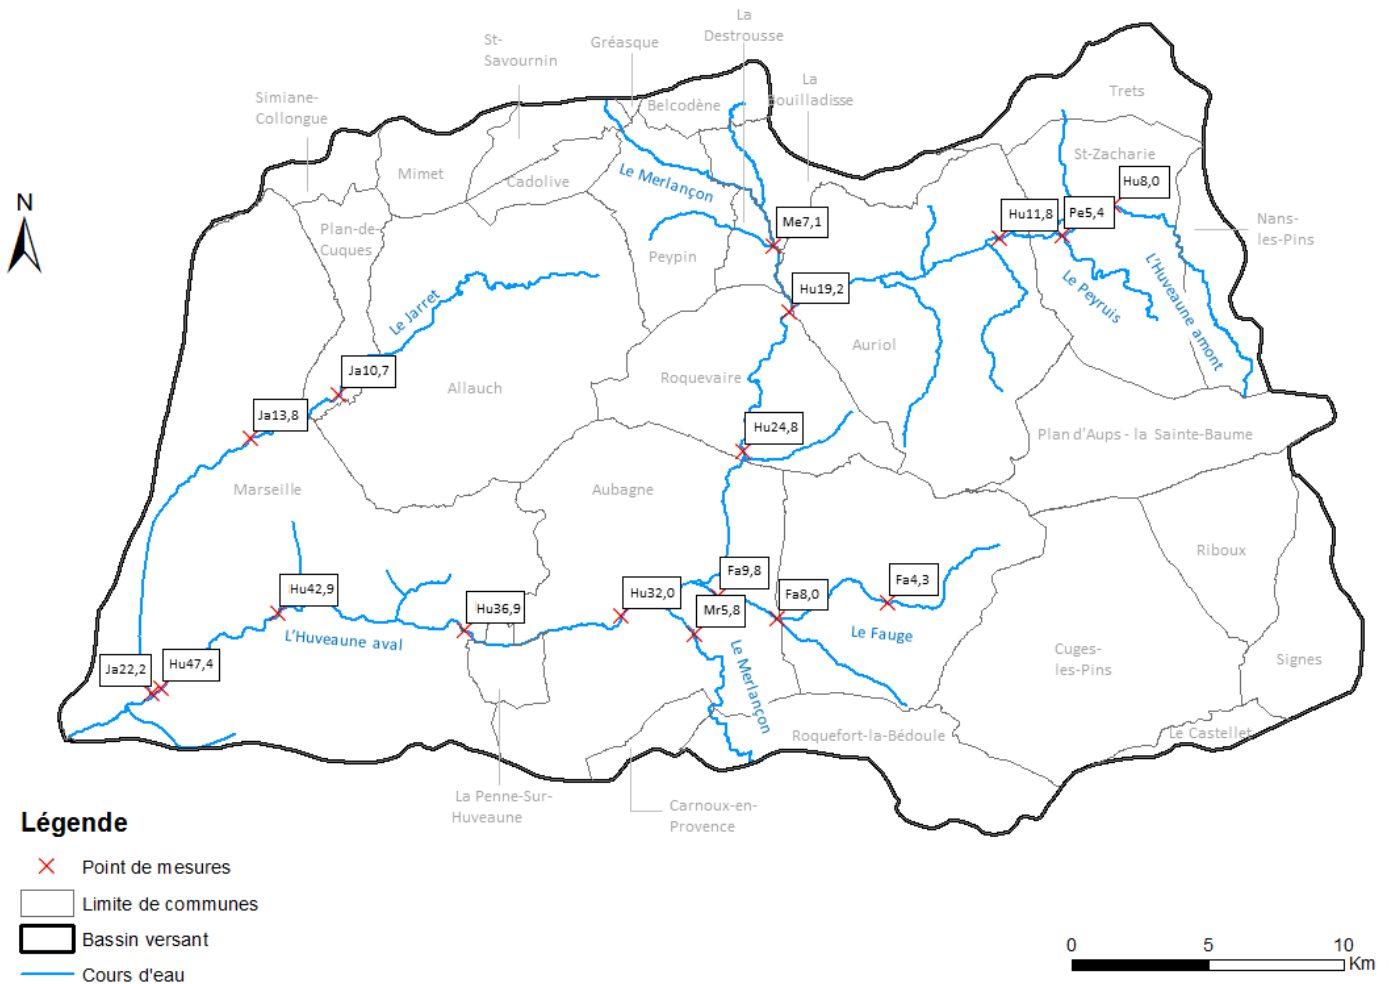 La
Destrousse
St-
Savournin
Gréasque
La
Bouilladisse
Simiane-
Collongue
Belcodène
Trets
St-Zacharie
Mimet
Cadolive
Le Merlançon
Hu8,0
N
Plan-de-
Cuques
Me7,1
Hu11,8
Pe5,4
Nans-
les-Pins
Peypin
Hu19,2
Le Peyruis
L'Huveaune amont
Le Jarret
Auriol
Ja10,7
Allauch
Roquevaire
Ja13,8
Hu24,8
Plan d'Aups - la Sainte-Baume
Marseille
Aubagne
Riboux
Fa9,8
Fa4,3
Hu42,9
Hu32,0
Fa8,0
Hu36,9
Mr5,8
L'Huveaune aval
Le Fauge
Le Merlançon
Cuges-
les-Pins
Signes
Ja22,2
Hu47,4
Roquefort-la-Bédoule
Le Castellet
La Penne-Sur-
Huveaune
Carnoux-en-
Provence
Légende
Point de mesures
Limite de communes
Bassin versant
Cours d'eau
0 5 10
Km